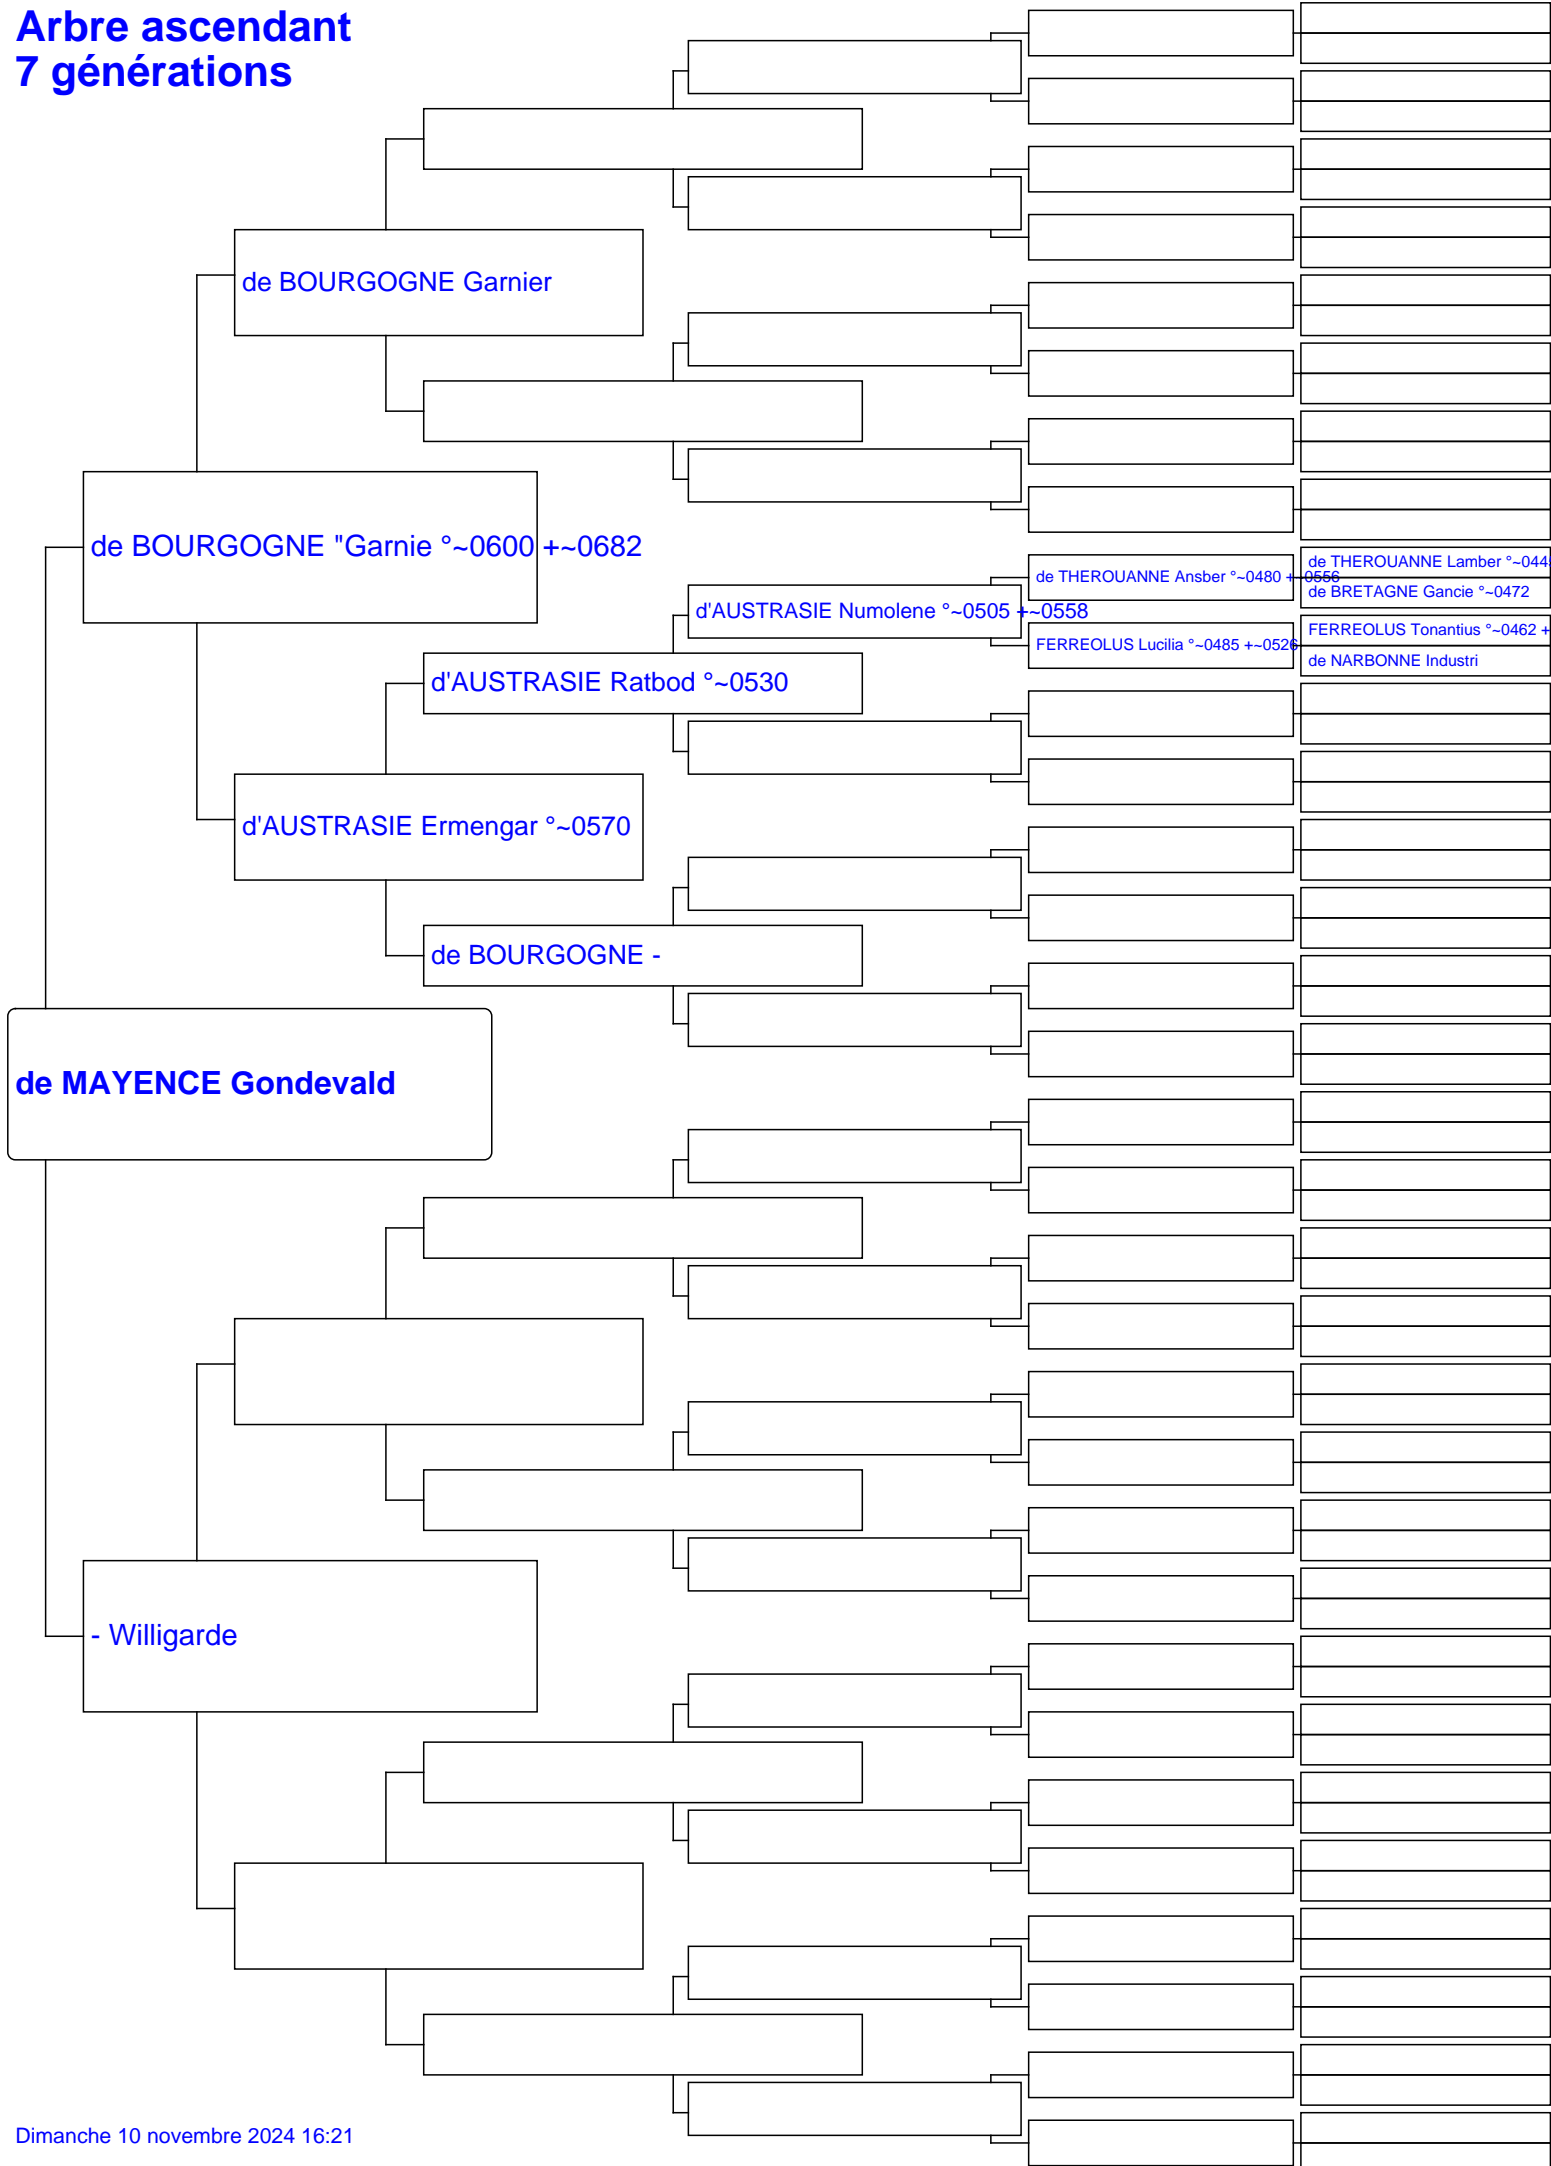 Arbre ascendant
7 générations
de BOURGOGNE Garnier
de BOURGOGNE "Garnie °~0600 +~0682
de THEROUANNE Lamber °~0445
de THEROUANNE Ansber °~0480 +~0556
de BRETAGNE Gancie °~0472
d'AUSTRASIE Numolene °~0505 +~0558
FERREOLUS Tonantius °~0462 +
FERREOLUS Lucilia °~0485 +~0526
de NARBONNE Industri
d'AUSTRASIE Ratbod °~0530
d'AUSTRASIE Ermengar °~0570
de BOURGOGNE -
de MAYENCE Gondevald
- Willigarde
Dimanche 10 novembre 2024 16:21